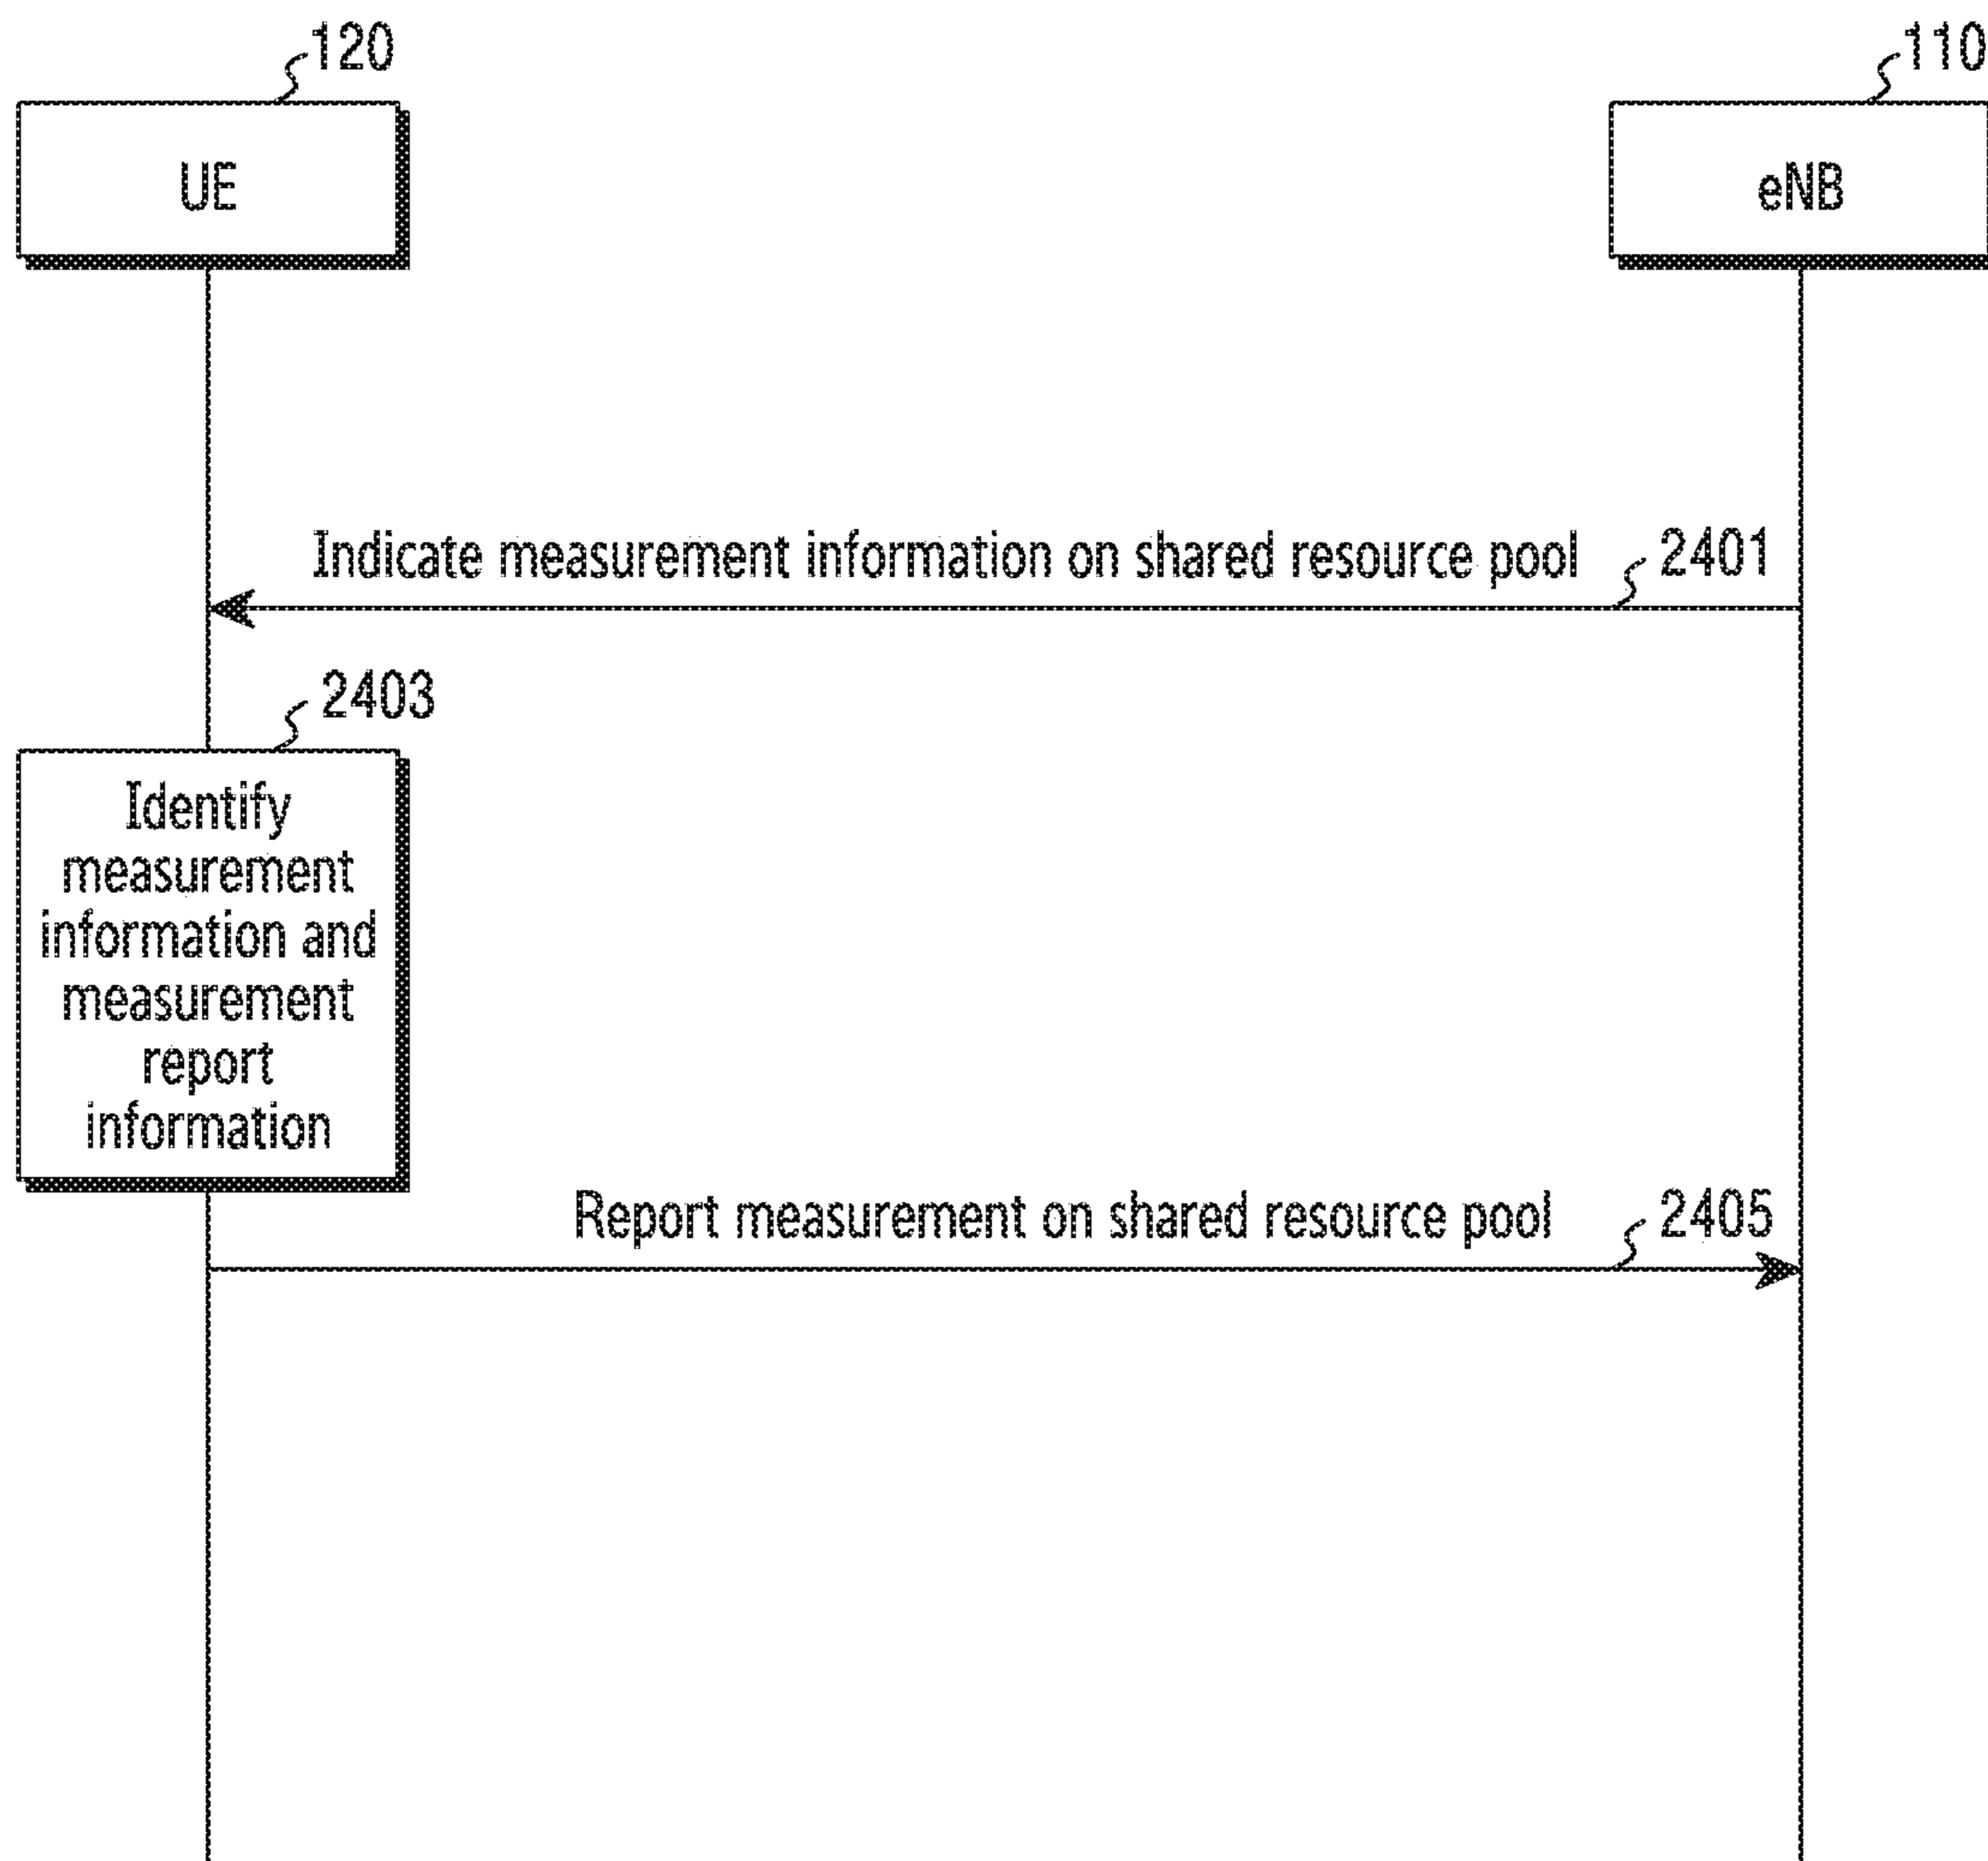 120
110
UE
eNB
Indicate measurement information on shared resource pool
2401
2403
Identify
measurement
information and
measurement
report
information
Report measurement on shared resource pool
2405